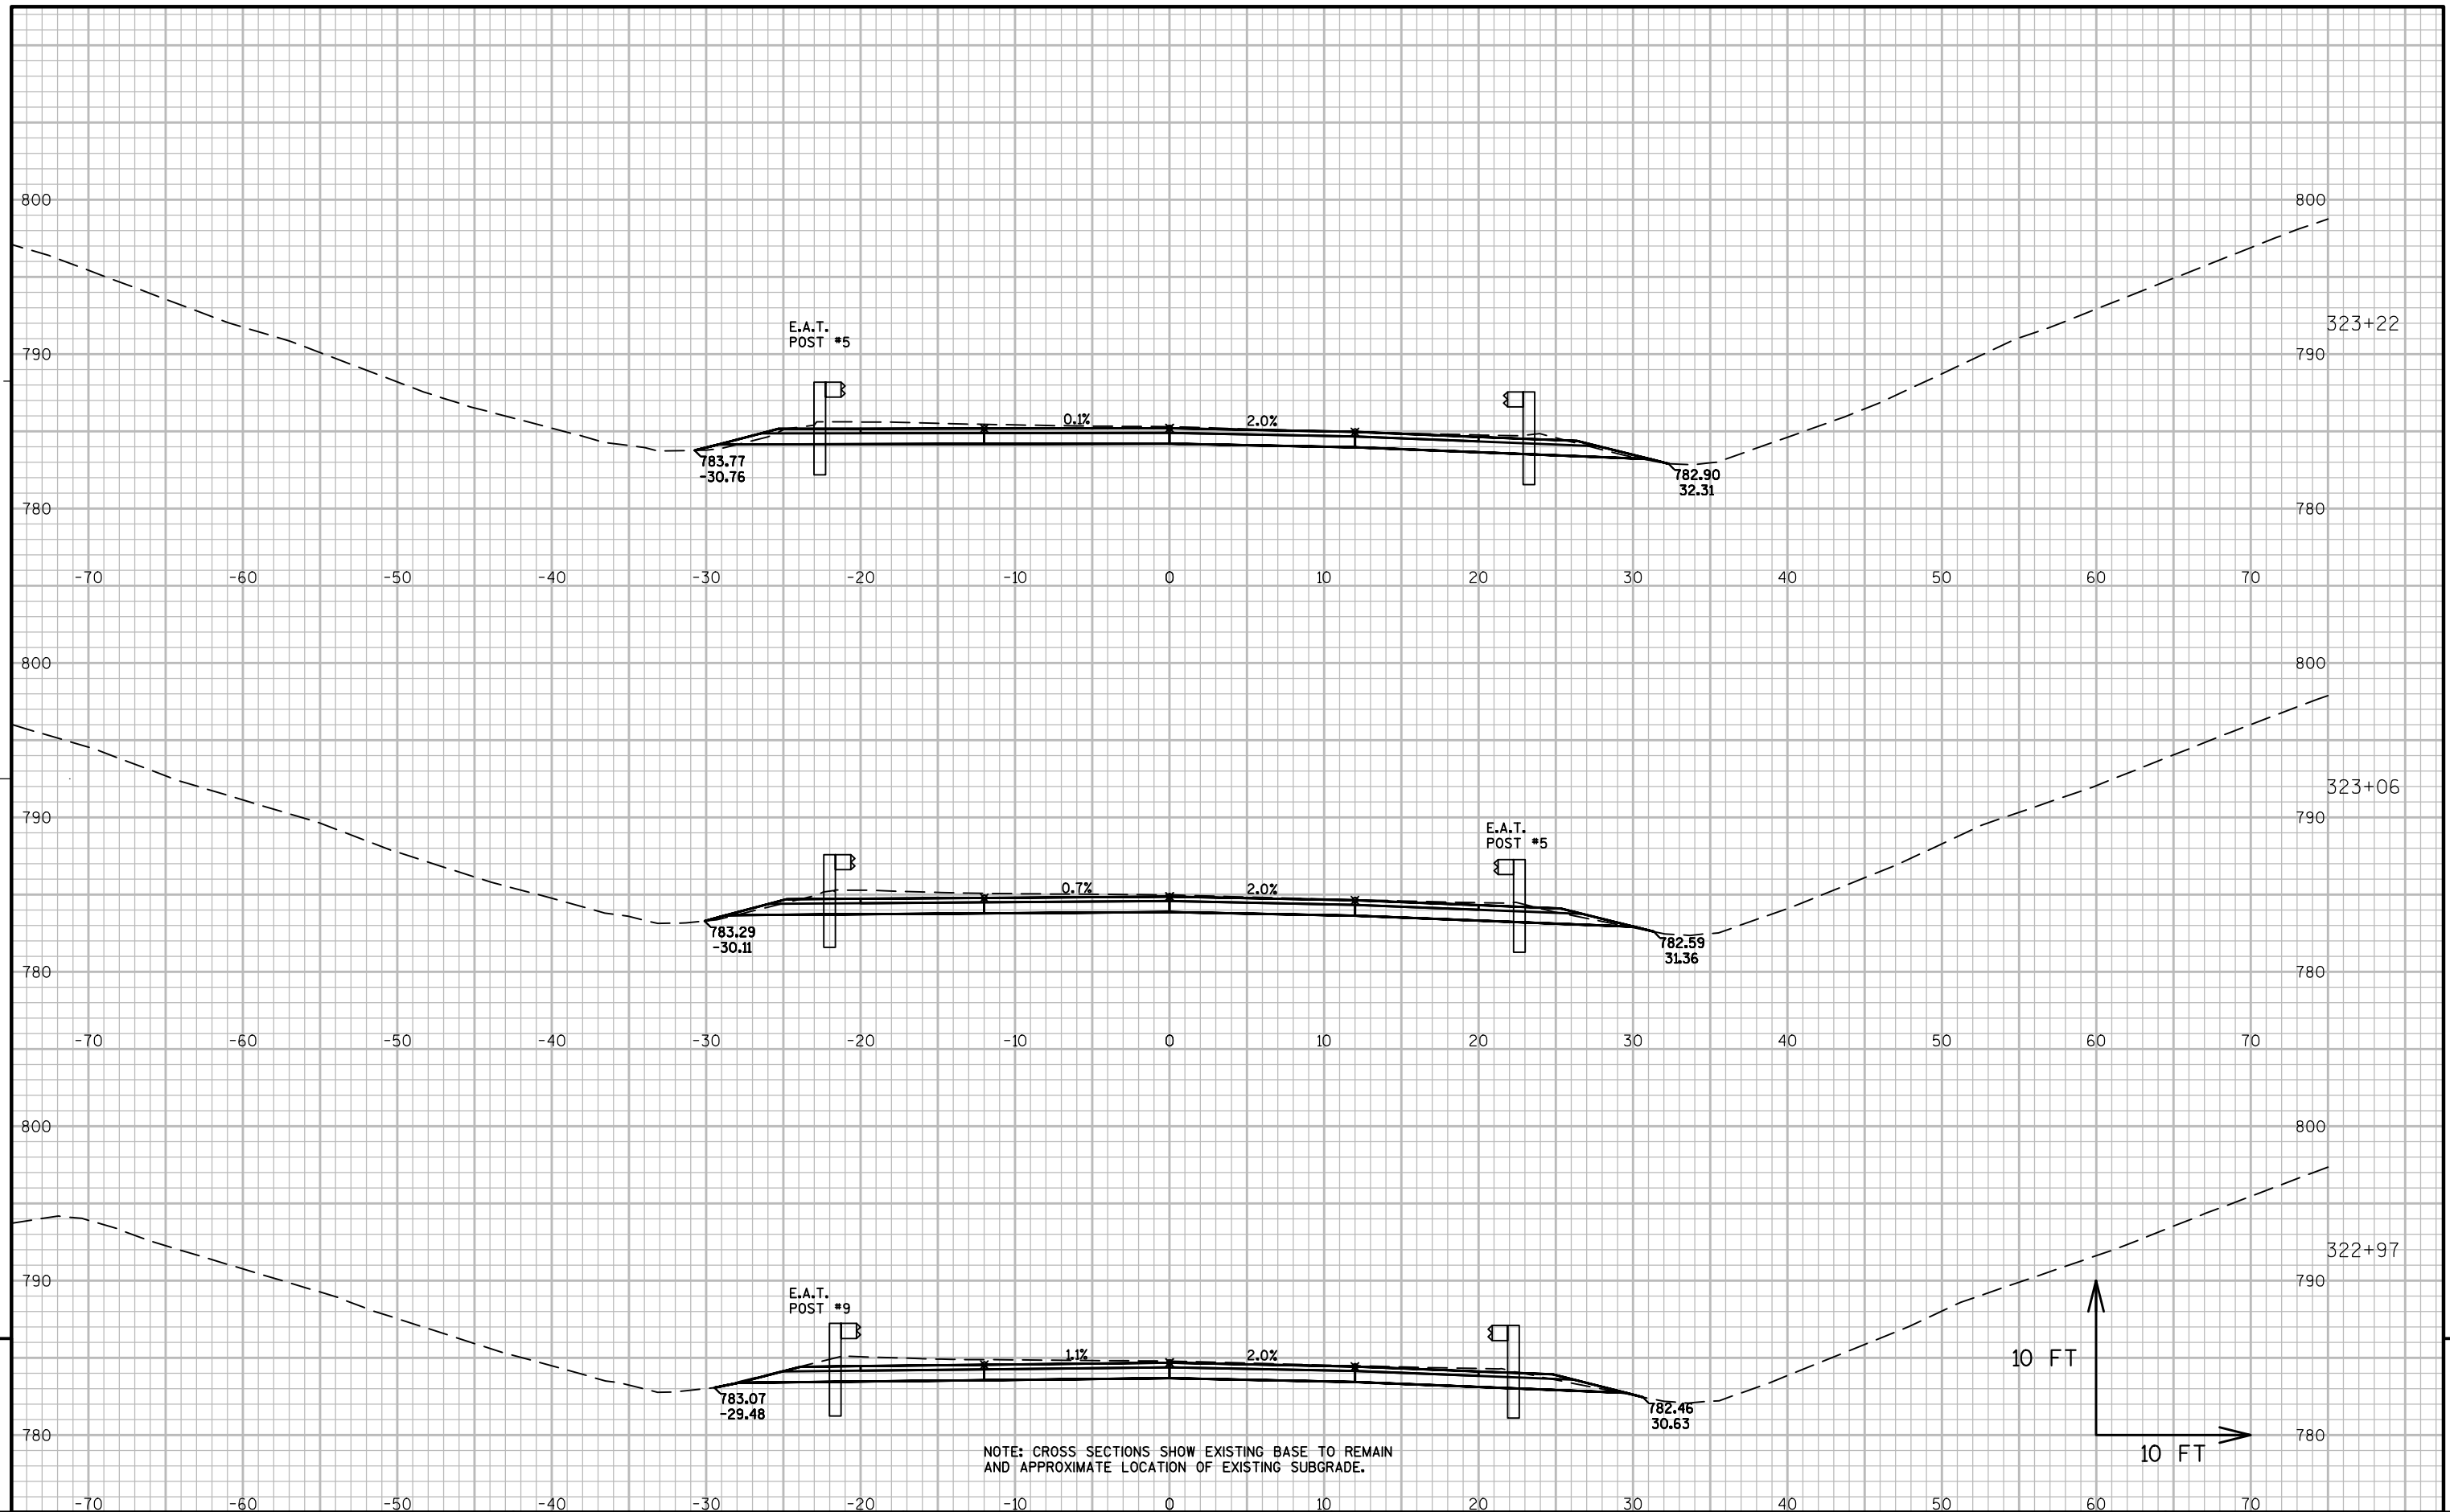 800 800
323+22
E.A.T.
POST #5
790 790
0.1% 2.0%
783.77 782.90
-30.76 32.31
780 780
-70 -60 -50 -40 -30 -20 -10 0 10 20 30 40 50 60 70
800 800
323+06
790 790
E.A.T.
POST #5
0.7% 2.0%
783.29 782.59
-30.11 31.36
780 780
-70 -60 -50 -40 -30 -20 -10 0 10 20 30 40 50 60 70
800 800
322+97
790 790
E.A.T.
POST #9
1.1% 2.0% 10 FT
783.07 782.46
-29.48 30.63
780 780
10 FT
NOTE: CROSS SECTIONS SHOW EXISTING BASE TO REMAIN
AND APPROXIMATE LOCATION OF EXISTING SUBGRADE.
-70 -60 -50 -40 -30 -20 -10 0 10 20 30 40 50 60 70